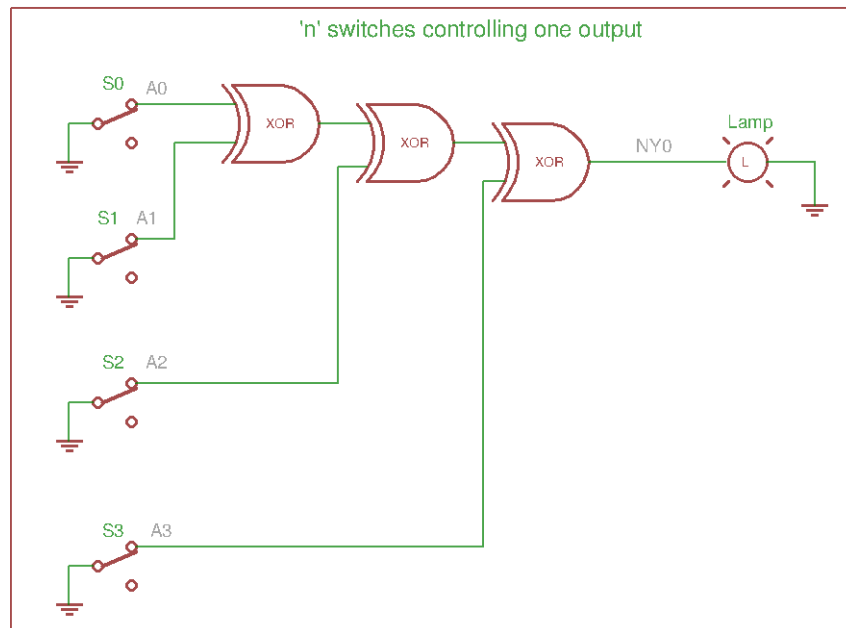 'n' switches controlling one output
S0 A0
XOR
XOR
XOR
NY0
Lamp
L
S1 A1
S2 A2
S3 A3